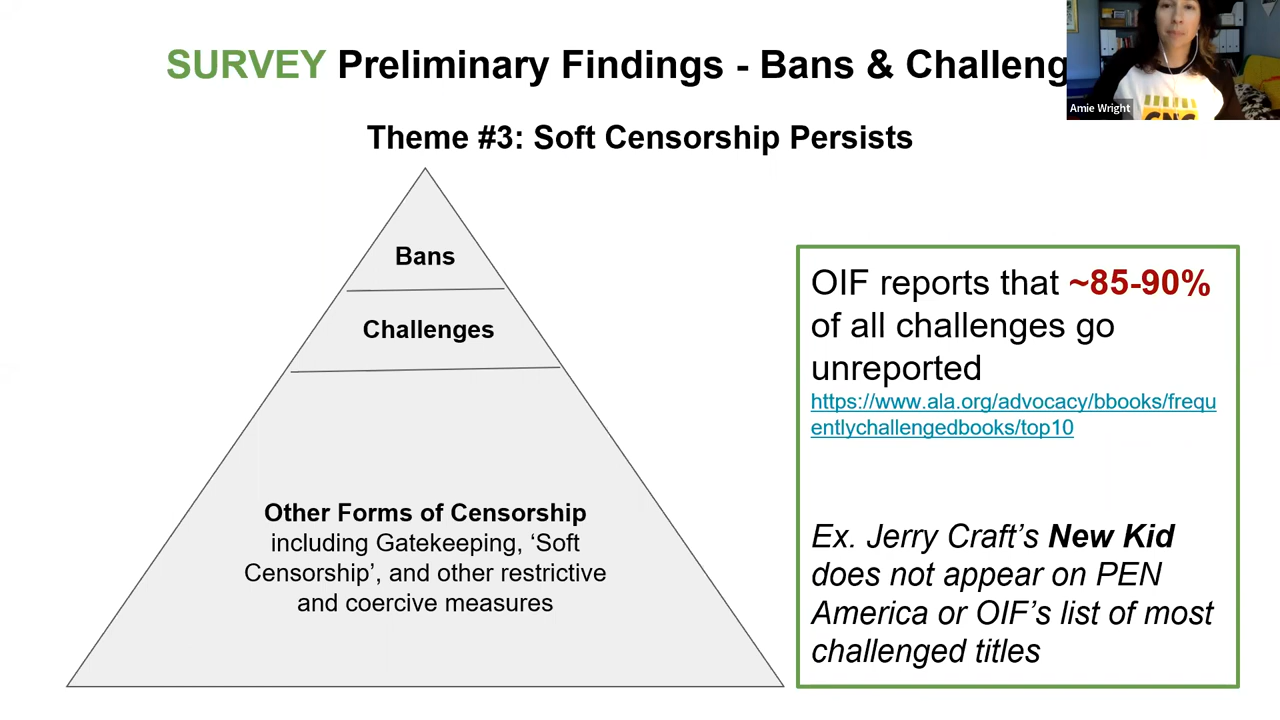 SURVEY Preliminary Findings - Bans & Challeng
Amie Wright
Theme #3: Soft Censorship Persists
Bans
Challenges
Other Forms of Censorship
including Gatekeeping, ‘Soft
Censorship’, and other restrictive
and coercive measures
OIF reports that ~85-90%
of all challenges go
unreported
https://www.ala.org/advocacy/bbooks/frequ
entlychallengedbooks/top10
Ex. Jerry Craft’s New Kid
does not appear on PEN
America or OIF’s list of most
challenged titles